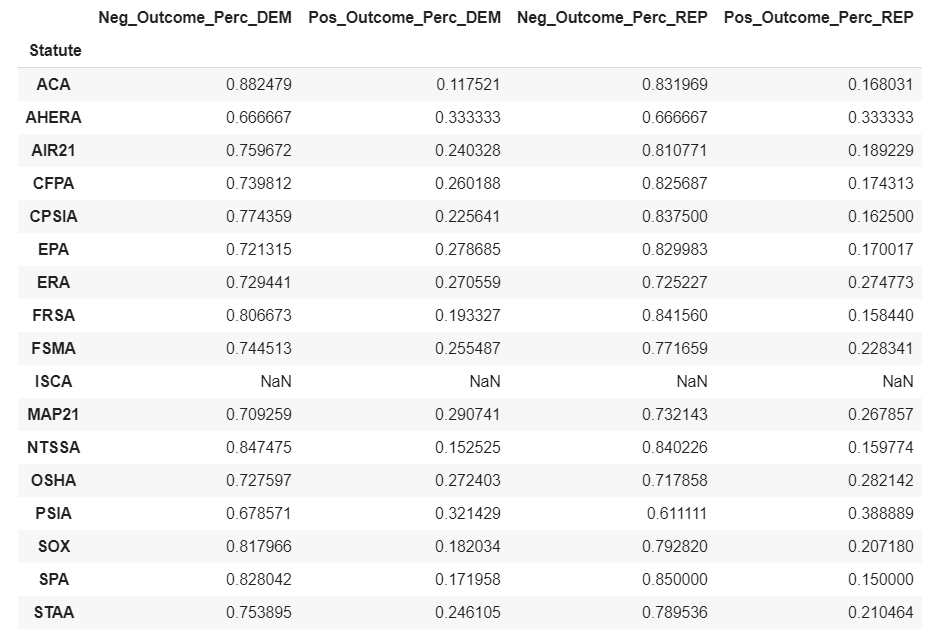 Neg_Outcome_Perc_DEM Pos_Outcome_Perc_DEM Neg_Outcome_Perc_REP Pos_Outcome_Perc_REP
Statute
ACA 0.882479 0.117521 0.831969 0.168031
AHERA 0.666667 0.333333 0.666667 0.333333
AIR21 0.759672 0.240328 0.810771 0.189229
CFPA 0.739812 0.260188 0.825687 0.174313
CPSIA 0.774359 0.225641 0.837500 0.162500
EPA 0.721315 0.278685 0.829983 0.170017
ERA 0.729441 0.270559 0.725227 0.274773
FRSA 0.806673 0.193327 0.841560 0.158440
FSMA 0.744513 0.255487 0.771659 0.228341
ISCA NaN NaN NaN NaN
MAP21 0.709259 0.290741 0.732143 0.267857
NTSSA 0.847475 0.152525 0.840226 0.159774
OSHA 0.727597 0.272403 0.717858 0.282142
PSIA 0.678571 0.321429 0.611111 0.388889
SOX 0.817966 0.182034 0.792820 0.207180
SPA 0.828042 0.171958 0.850000 0.150000
STAA 0.753895 0.246105 0.789536 0.210464